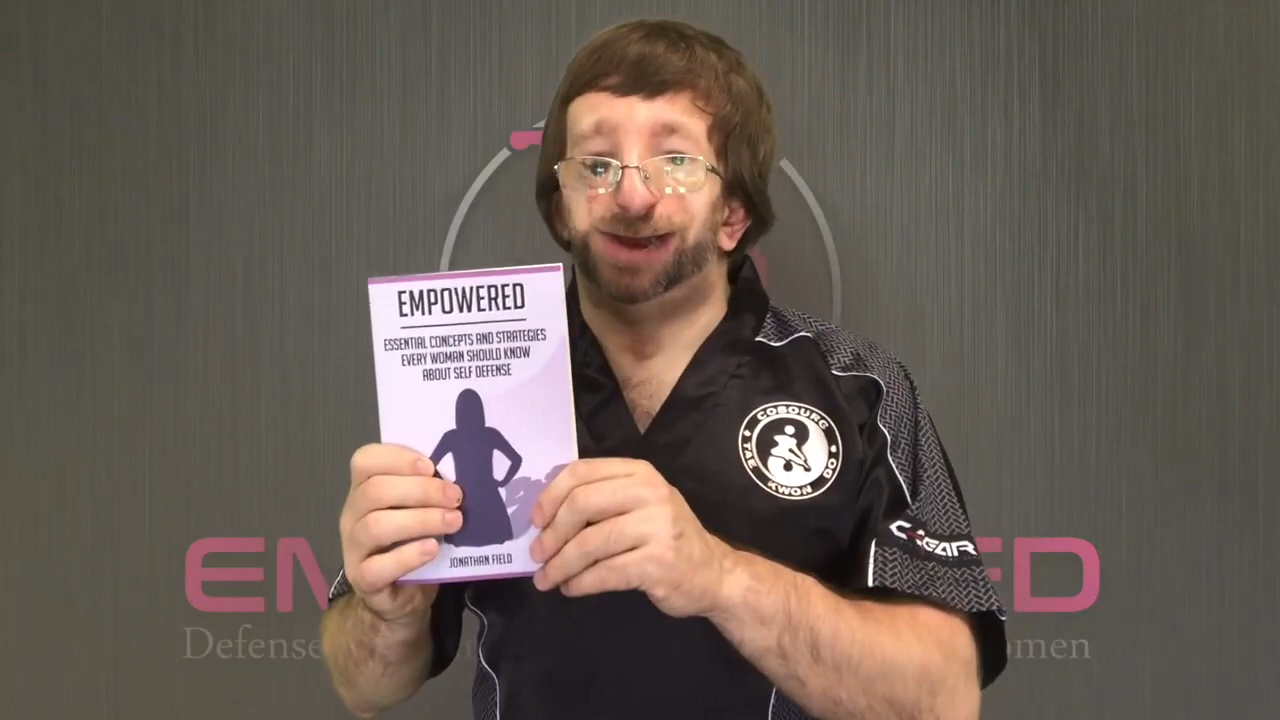 EMPOWERED
ESSENTIAL CONCEPTS AND STRATEGIES
EVERY WOMAN SHOULD KNOW
ABOUT SELF DEFENSE
JONATHAN FIELD
COBOURG
TAE KWON DO
GEAR
EM ED
Defense omen